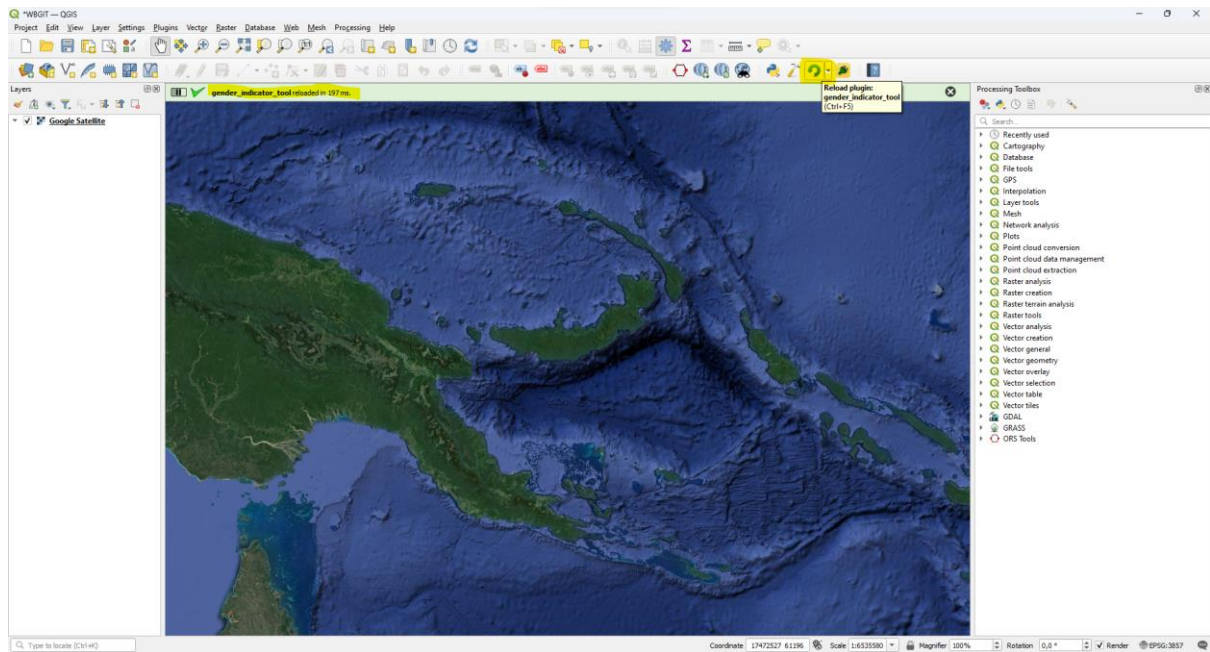 *WBGIT — QGIS
Project Edit View Layer Settings Plugins Vector Raster Database Web Mesh Processing Help
Layers
gender_indicator_tool reloaded in 197 ms.
Reload plugin:
gender_indicator_tool
(Ctrl+F5)
Processing Toolbox
Google Satellite
Search...
Recently used
Cartography
Database
File tools
GPS
Interpolation
Layer tools
Mesh
Network analysis
Plots
Point cloud conversion
Point cloud data management
Point cloud extraction
Raster analysis
Raster creation
Raster terrain analysis
Raster tools
Vector analysis
Vector creation
Vector general
Vector geometry
Vector overlay
Vector selection
Vector table
Vector tiles
GDAL
GRASS
ORS Tools
Type to locate (Ctrl+K)
Coordinate 17472527 61196 Scale 1:6535580 Magnifier 100% Rotation 0,0 ° Render EPSG:3857